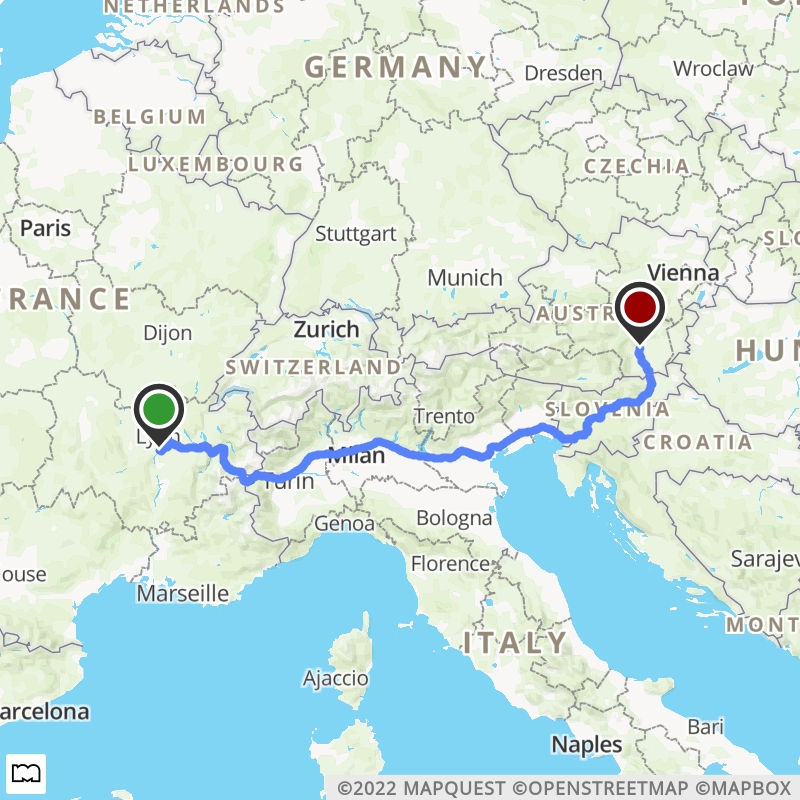 NETHERLANDS
GERMANY
Dresden
Wroclaw
BELGIUM
LUXEMBOURG
CZECHIA
Paris
Stuttgart
SLO
Munich
Vienna
FRANCE
AUSTR
Dijon
Zurich
HUN
SWITZERLAND
Trento
SLOVENIA
Lyon
CROATIA
Milan
Turin
Genoa
Bologna
Florence
Sarajev
ouse
Marseille
MONT
ITALY
Ajaccio
arcelona
Bari
Naples
©2022 MAPQUEST ©OPENSTREETMAP ©MAPBOX